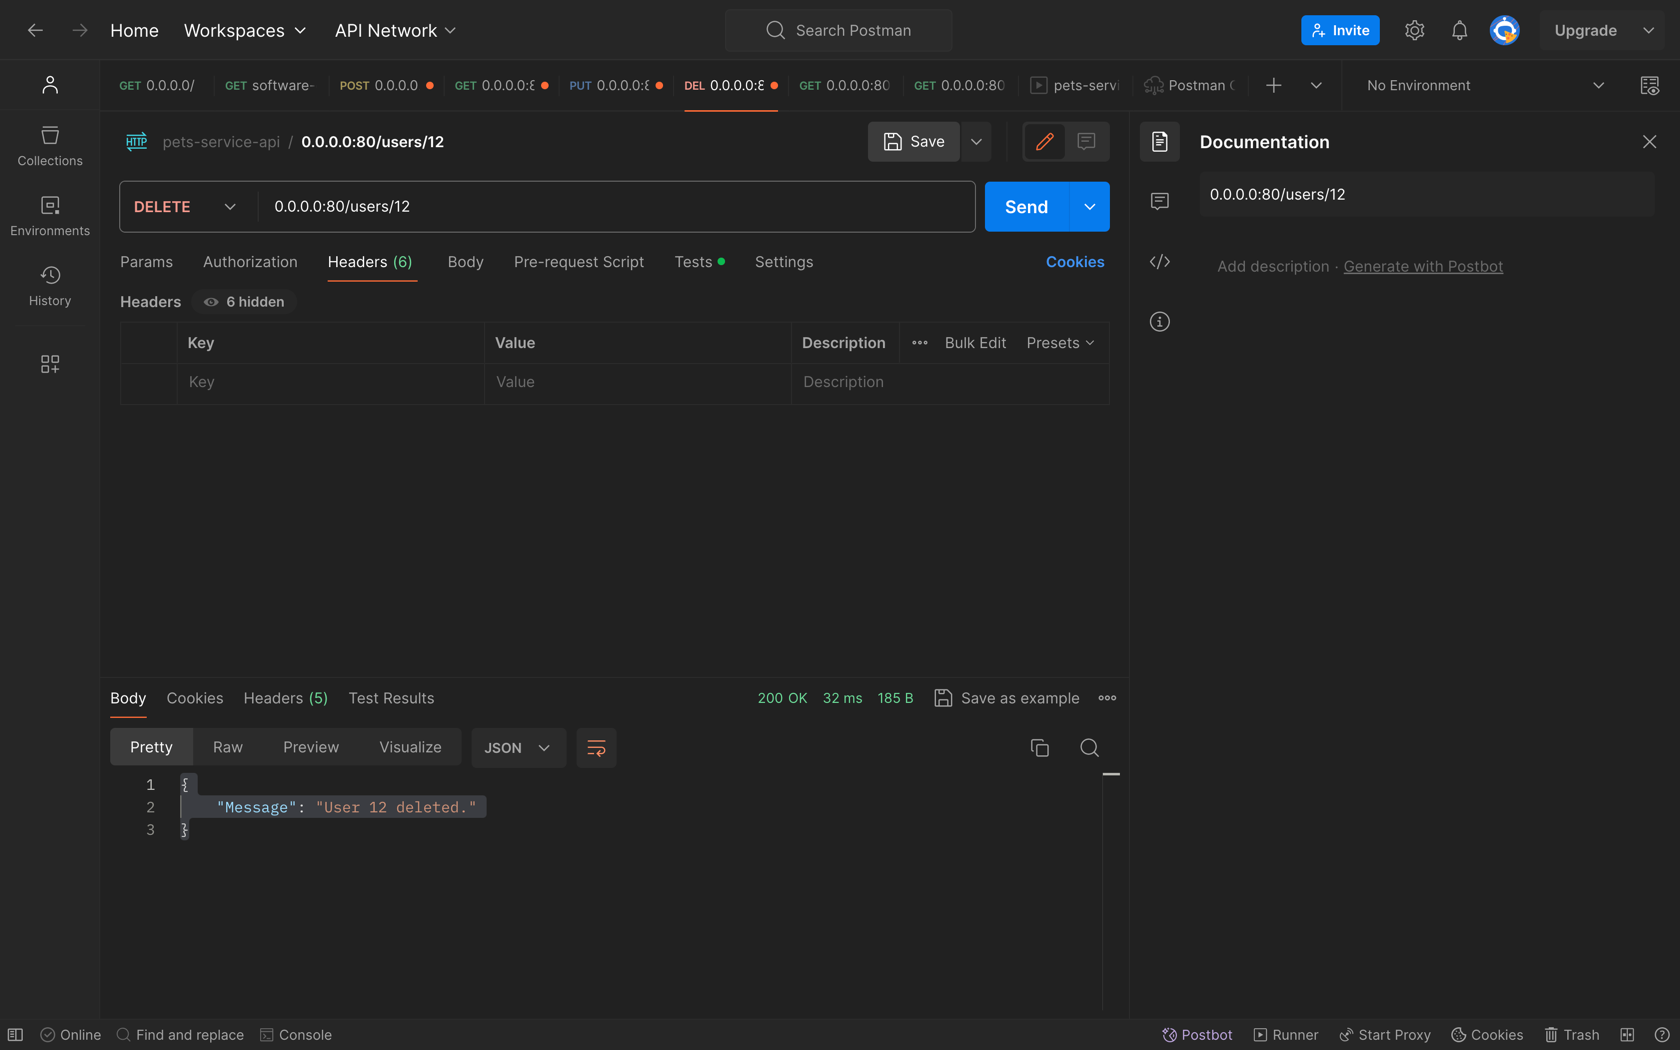 Home Workspaces API Network Search Postman Invite Upgrade
GET 0.0.0.0/ GET software- POST 0.0.0.0 GET 0.0.0.0:8 PUT 0.0.0.0:8 DEL 0.0.0.0:8 GET 0.0.0.0:80 GET 0.0.0.0:80 pets-servi Postman No Environment
HTTP pets-service-api / 0.0.0.0:80/users/12 Save Documentation
Collections
DELETE 0.0.0.0:80/users/12 Send 0.0.0.0:80/users/12
Environments
Params Authorization Headers (6) Body Pre-request Script Tests Settings Cookies Add description · Generate with Postbot
History
Headers 6 hidden
Key Value Description Bulk Edit Presets
Key Value Description
Body Cookies Headers (5) Test Results 200 OK 32 ms 185 B Save as example
Pretty Raw Preview Visualize JSON
1 {
2 "Message": "User 12 deleted."
3 }
Online Find and replace Console Postbot Runner Start Proxy Cookies Trash